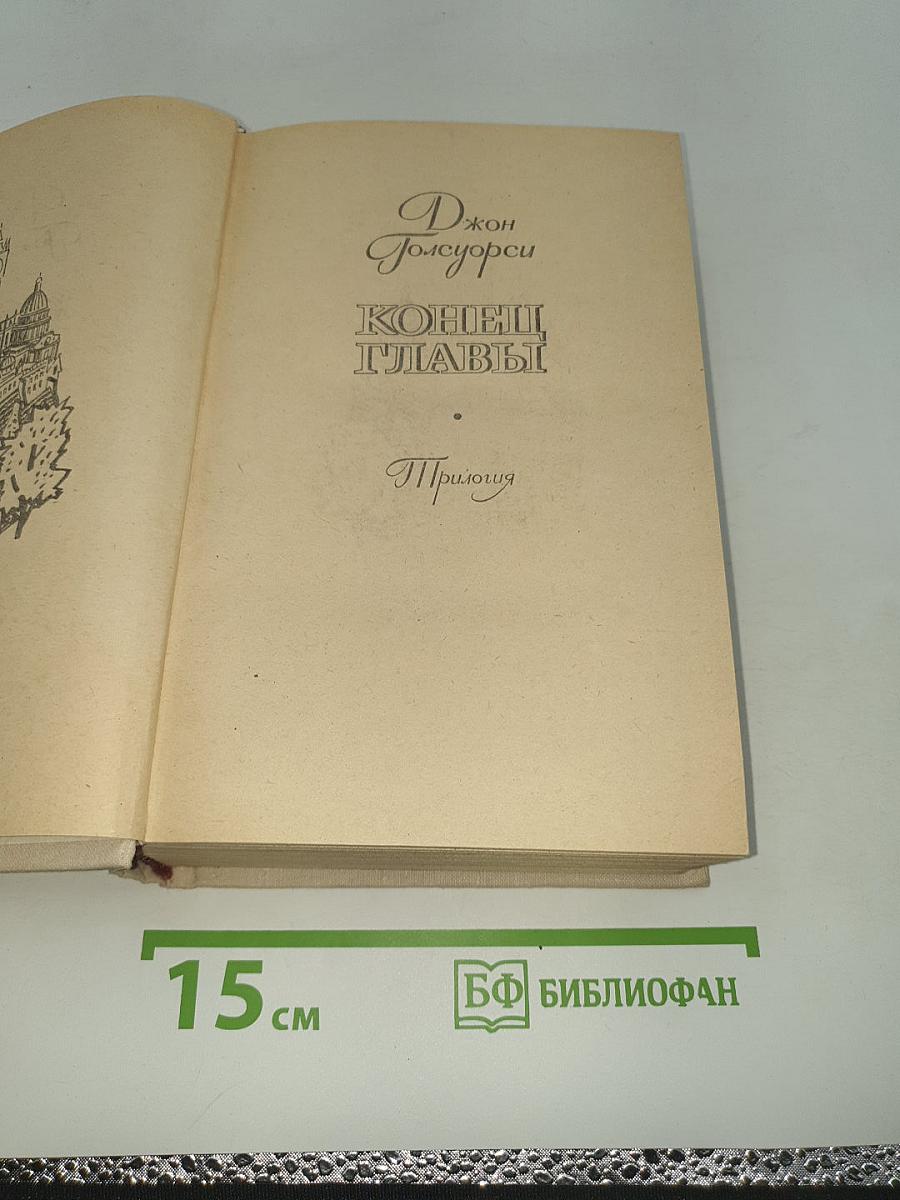 Джон
Голсуорси
КОНЕЦ
ГЛАВЫ
Трилогия
15 см
БФ БИБЛИОФАН